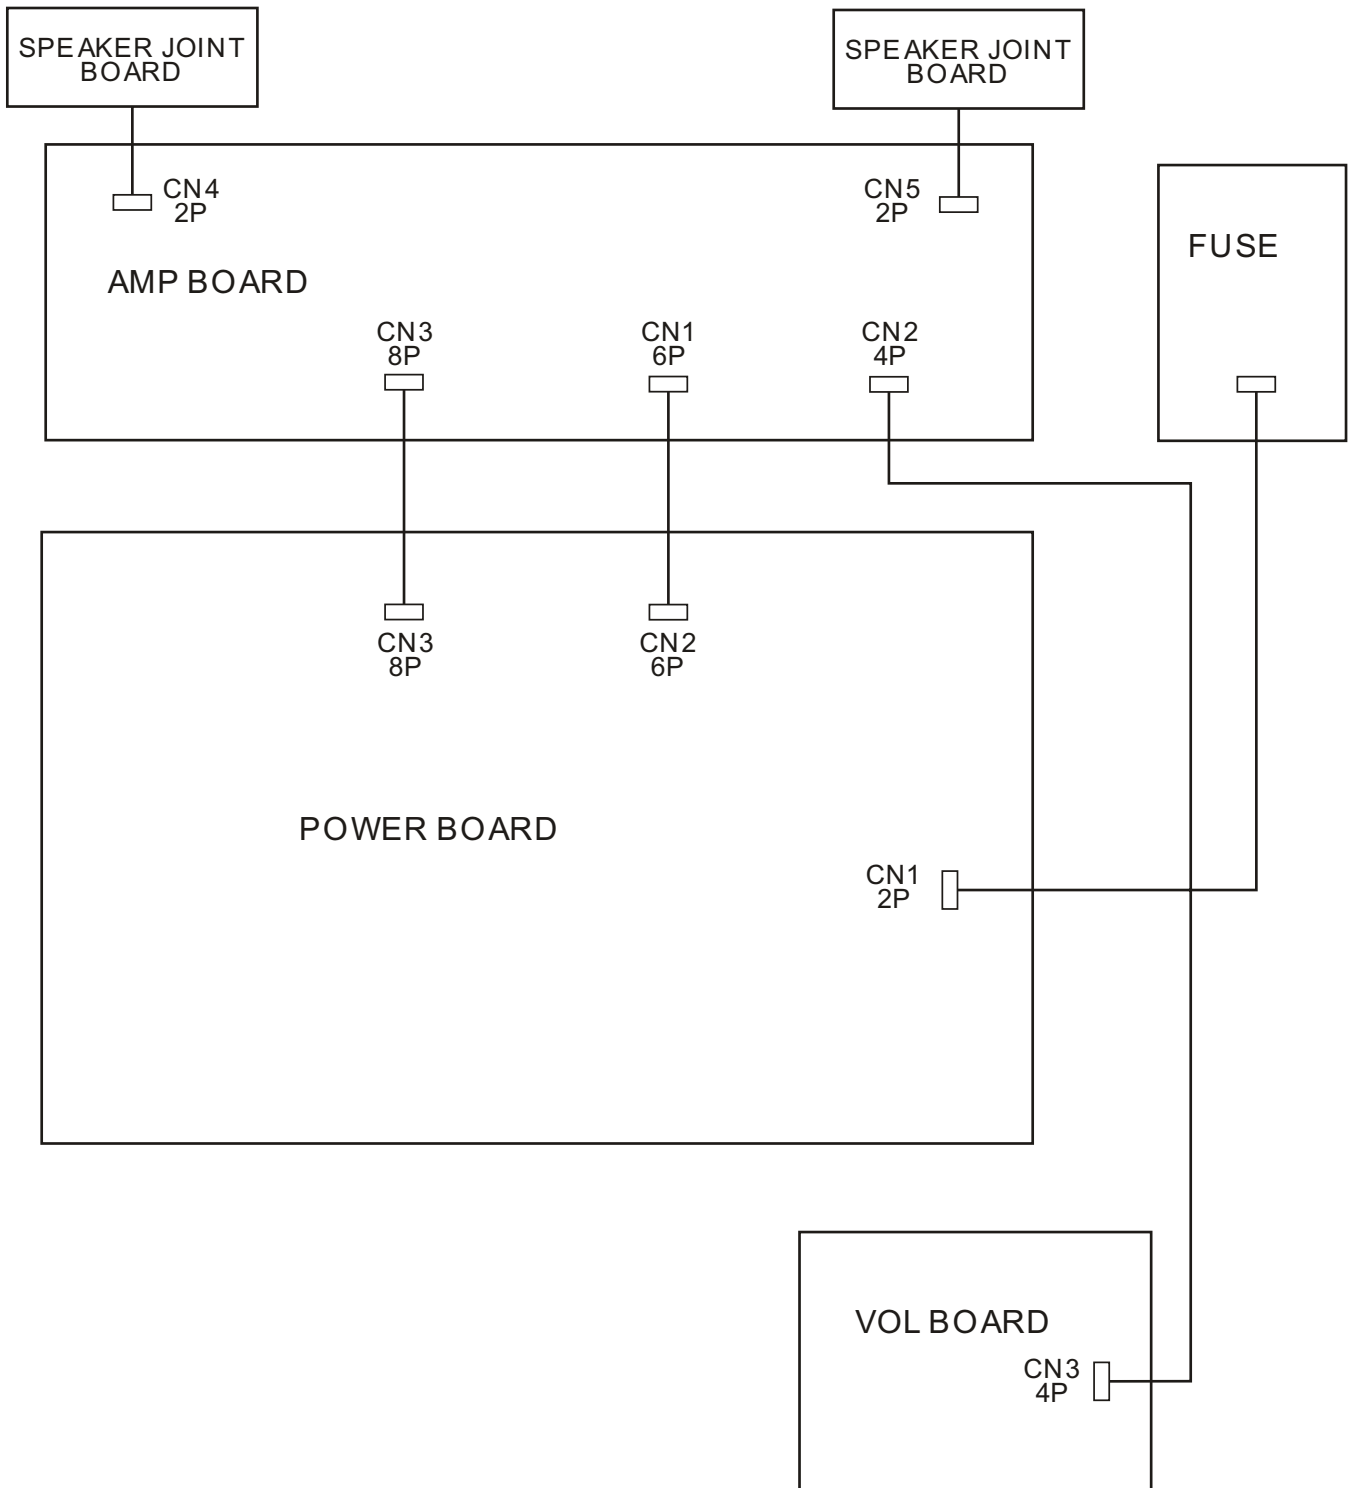 SPEAKER JOINT
BOARD
SPEAKER JOINT
BOARD
CN4
2P
CN5
2P
FUSE
AMP BOARD
CN3
8P
CN1
6P
CN2
4P
CN3
8P
CN2
6P
POWER BOARD
CN1
2P
VOL BOARD
CN3
4P